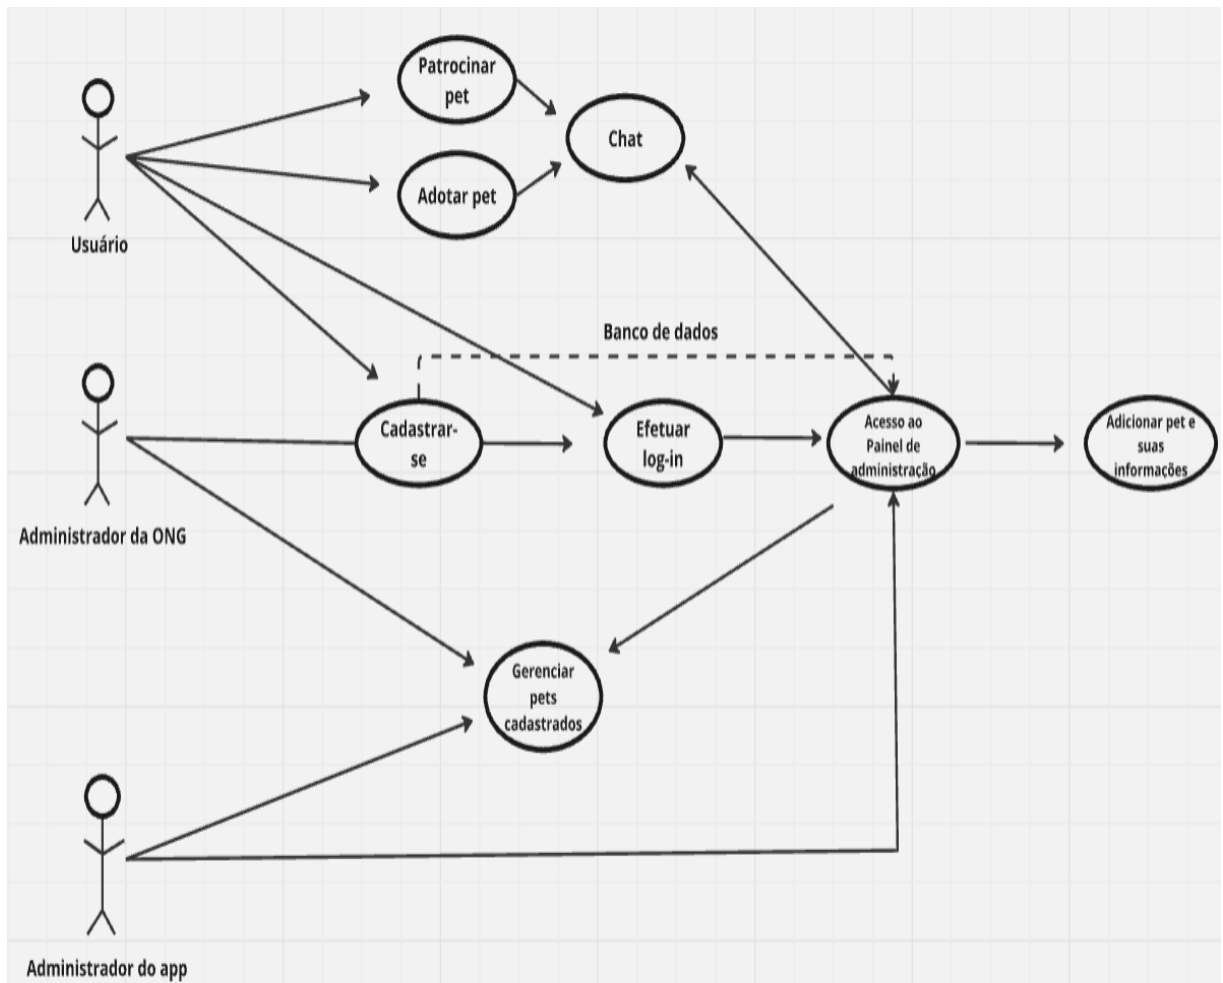 Patrocinar
pet
Chat
Adotar pet
Usuário
Banco de dados
Cadastrar-
se
Efetuar
log-in
Acesso ao
Painel de
administração
Adicionar pet e
suas
informações
Administrador da ONG
Gerenciar
pets
cadastrados
Administrador do app